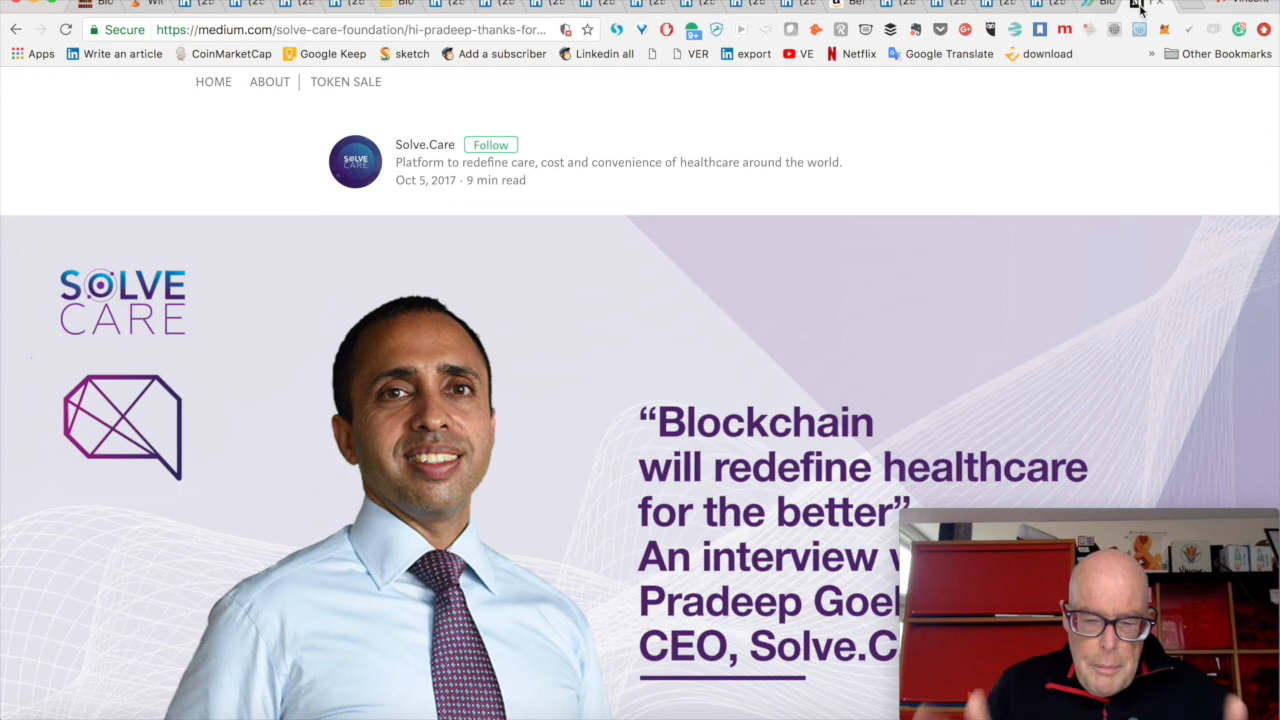 Secure
https://medium.com/solve-care-foundation/hi-pradeep-thanks-for...
Apps
Write an article
CoinMarketCap
Google Keep
sketch
Add a subscriber
Linkedin all
VER
export
VE
Netflix
Google Translate
download
»
Other Bookmarks
HOME
ABOUT
TOKEN SALE
Solve.Care
Follow
Platform to redefine care, cost and convenience of healthcare around the world.
Oct 5, 2017 · 9 min read
SOLVE
CARE
SOLVE
CARE
“Blockchain
will redefine healthcare
for the better”
An interview
Pradeep Goel
CEO, Solve.C